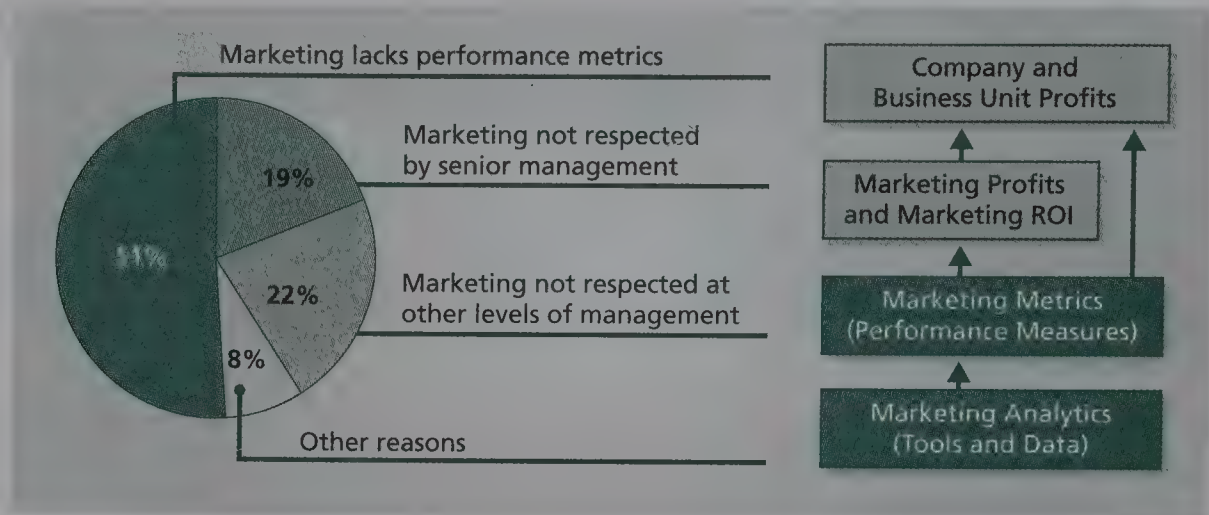 Marketing lacks performance metrics
Marketing not respected
by senior management
Marketing not respected at
other levels of management
Other reasons
19%
22%
8%
51%
Company and
Business Unit Profits
Marketing Profits
and Marketing ROI
Marketing Metrics
(Performance Measures)
Marketing Analytics
(Tools and Data)